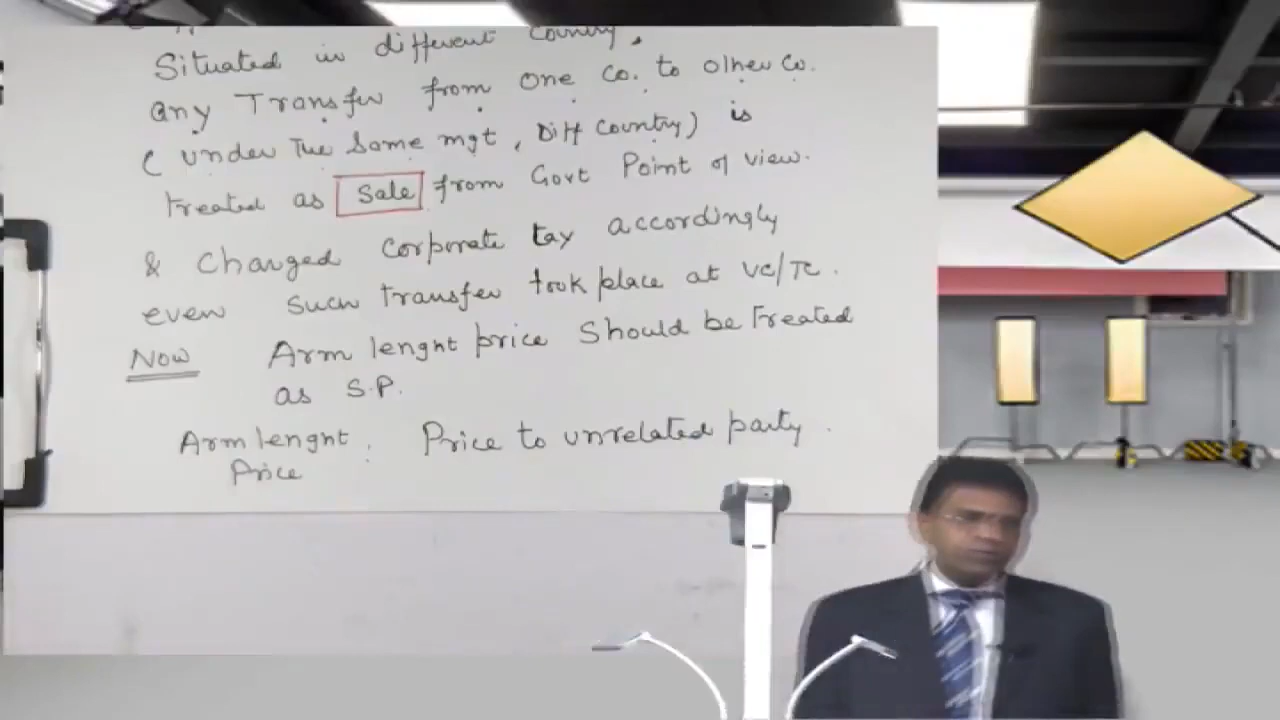 Situated in different Country.
any Transfer from one Co. to other Co.
( under The Same mgt, Diff Country) is
treated as Sale from Govt Point of view.
& Charged Corporate tax accordingly
even such transfer took place at VC/TC.
Now Arm lenght price Should be treated
as S.P.
Arm lenght Price to unrelated party.
Price